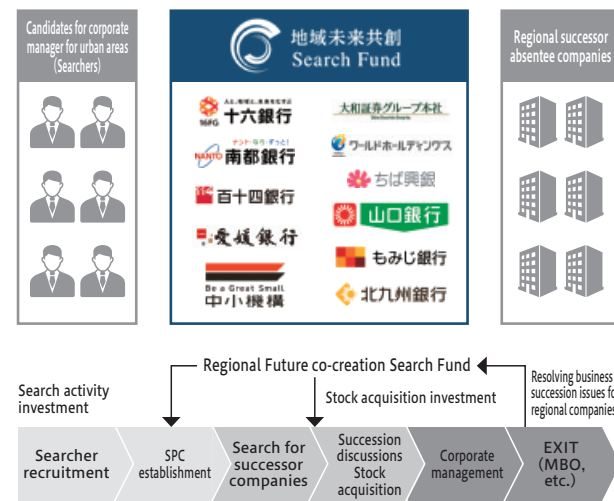 Candidates for corporate
manager for urban areas
(Searchers)
地域未来共創
Search Fund
Regional successor
absentee companies
16FG
十六銀行
大和証券グループ本社
NANTO
南都銀行
ワールドホールディングス
百十四銀行
ちば興銀
愛媛銀行
山口銀行
もみじ銀行
Be a Great Small.
中小機構
北九州銀行
Regional Future co-creation Search Fund
Search activity
investment
Stock acquisition investment
Resolving business
succession issues fo
regional companies
Searcher
recruitment
SPC
establishment
Search for
successor
companies
Succession
discussions
Stock
acquisition
Corporate
management
EXIT
(MBO,
etc.)